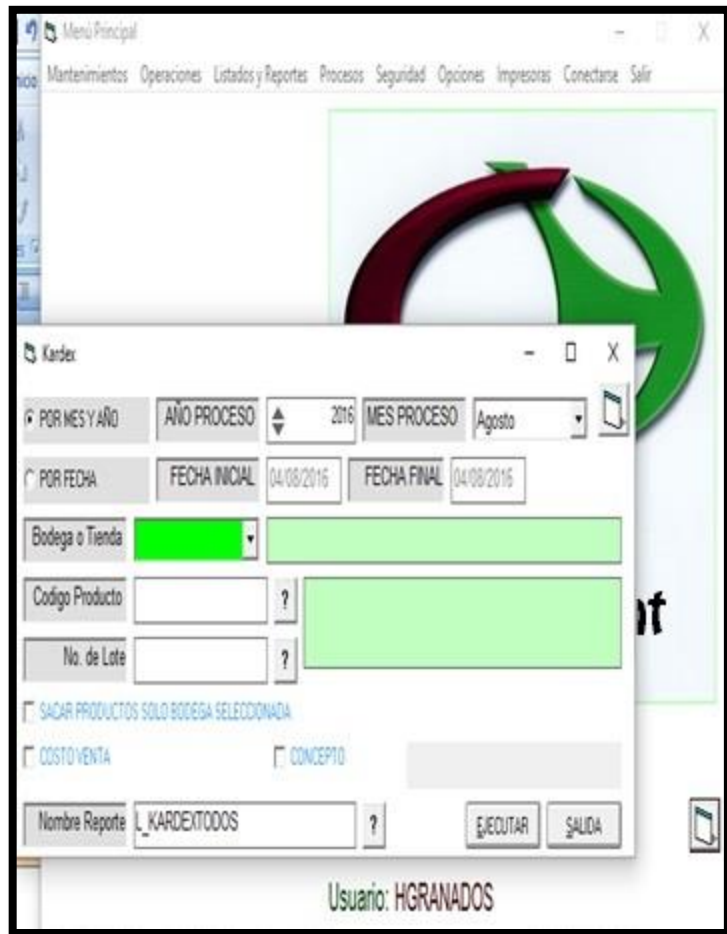 Menú Principal
Mantenimientos Operaciones Listados y Reportes Procesos Seguridad Opciones Impresoras Conectarse Salir
Kardex
POR MES Y AÑO AÑO PROCESO 2016 MES PROCESO Agosto
POR FECHA FECHA INICIAL 04/08/2016 FECHA FINAL 04/08/2016
Bodega o Tienda
Codigo Producto ?
No. de Lote ?
SACAR PRODUCTOS SOLO BODEGA SELECCIONADA
COSTO VENTA CONCEPTO
Nombre Reporte L_KARDEXTODOS ? EJECUTAR SALIDA
Usuario: HGRANADOS